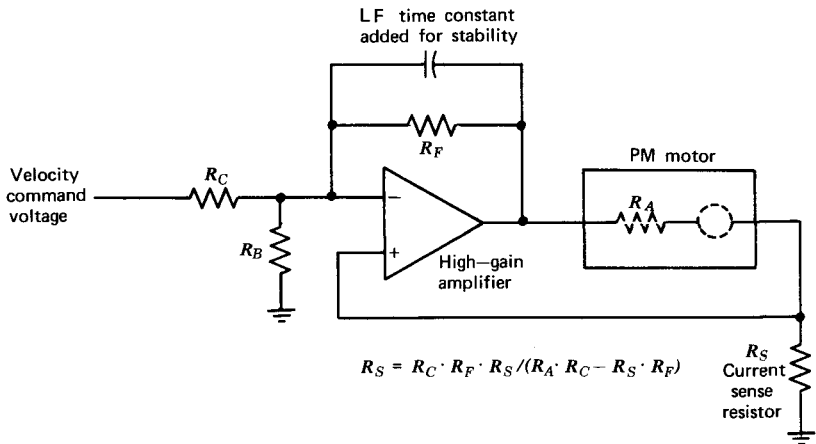 LF time constant
added for stability
R_F
PM motor
Velocity
command
voltage
R_C
R_B
−
+
High–gain
amplifier
R_A
R_S = R_C · R_F · R_S /(R_A · R_C − R_S · R_F)
R_S
Current
sense
resistor